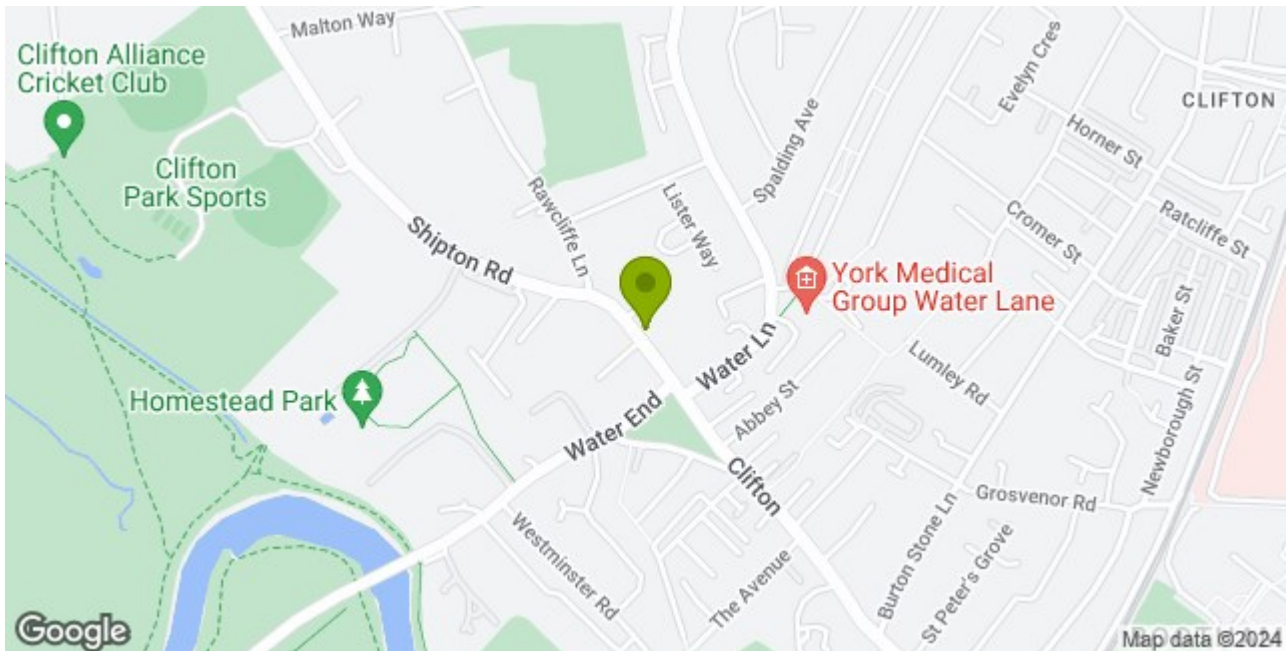 Malton Way
Clifton Alliance
Cricket Club
Clifton
Park Sports
Shipton Rd
Rawcliffe Ln
Lister Way
Spalding Ave
Evelyn Cres
CLIFTON
Horner St
Ratcliffe St
Cromer St
Baker St
York Medical
Group Water Lane
Water Ln
Lumley Rd
Newborough St
Homestead Park
Water End
Abbey St
Clifton
Grosvenor Rd
Westminster Rd
The Avenue
Burton Stone Ln
St Peter's Grove
Google
Map data ©2024